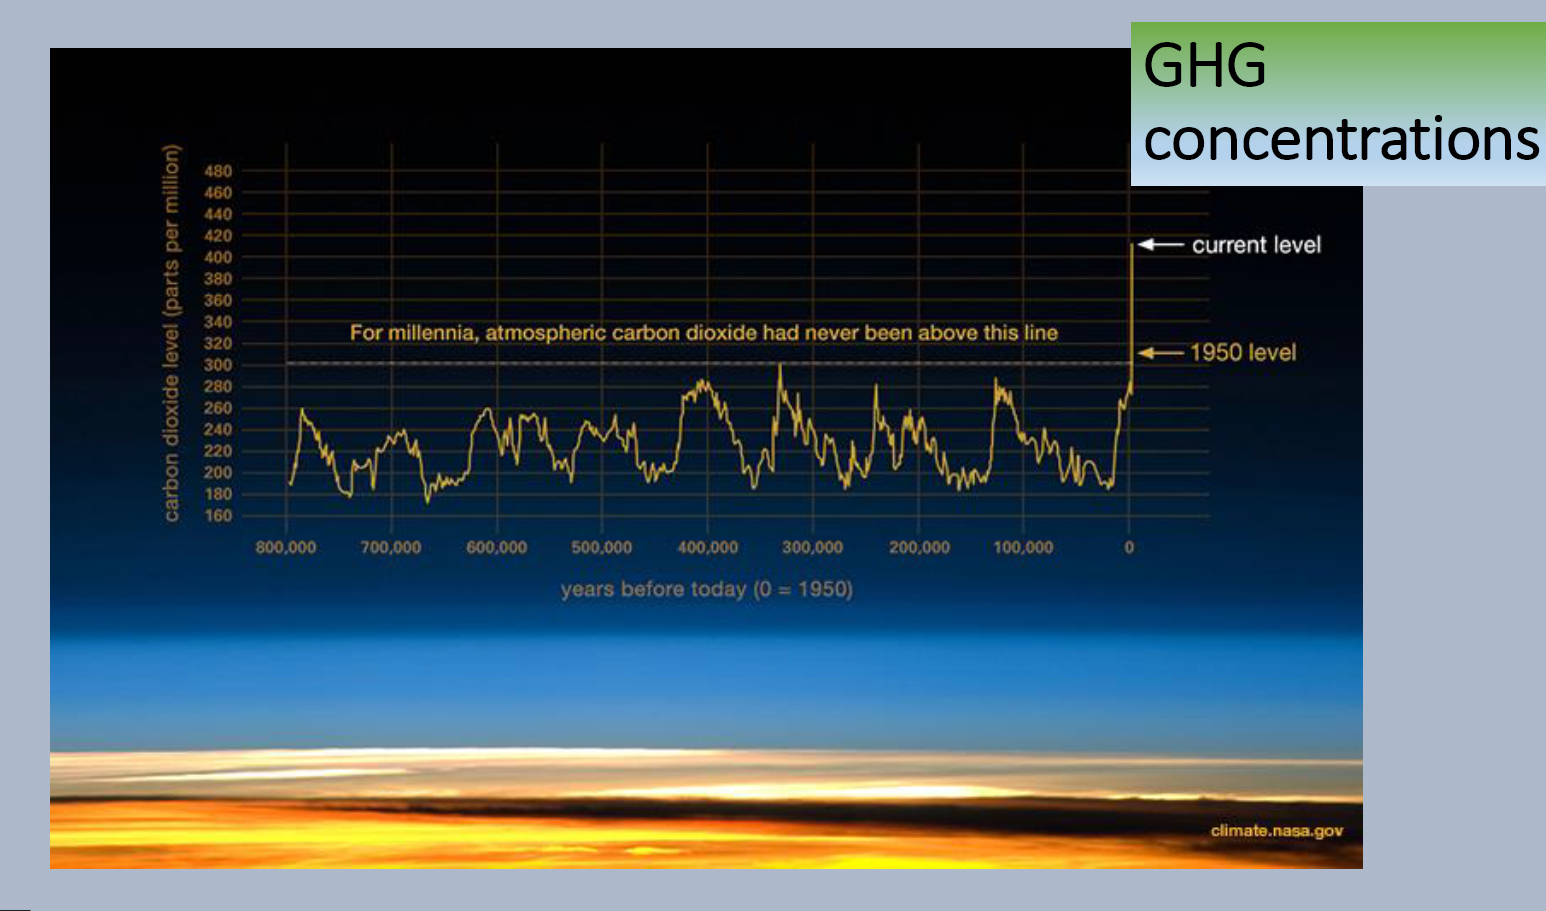 GHG
concentrations
carbon dioxide level (parts per million)
480
460
440
420
400
380
360
340
320
300
280
260
240
220
200
180
160
current level
For millennia, atmospheric carbon dioxide had never been above this line
1950 level
800,000 700,000 600,000 500,000 400,000 300,000 200,000 100,000 0
years before today (0 = 1950)
climate.nasa.gov